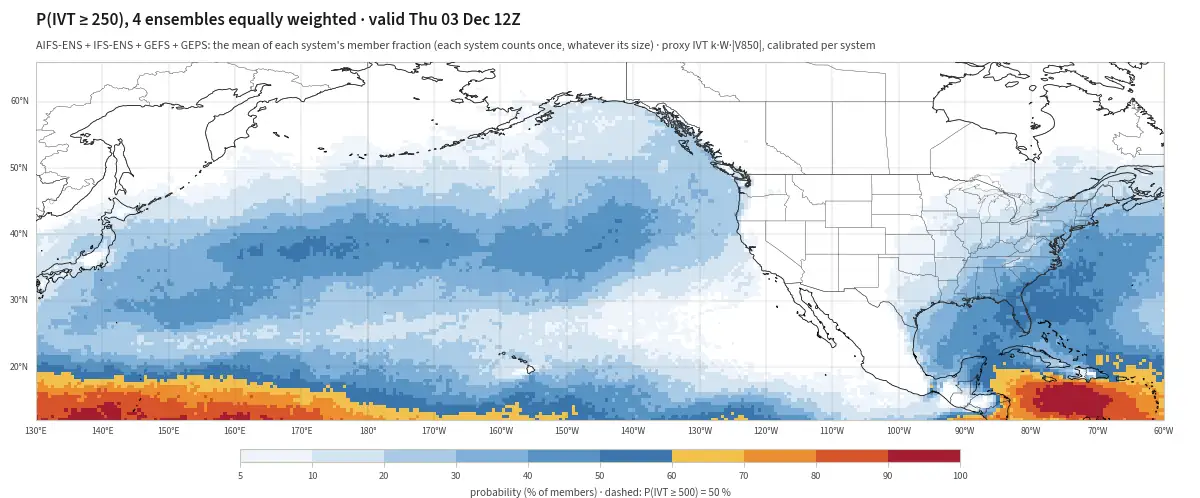 P(IVT ≥ 250), 4 ensembles equally weighted · valid Thu 03 Dec 12Z
AIFS-ENS + IFS-ENS + GEFS + GEPS: the mean of each system's member fraction (each system counts once, whatever its size) · proxy IVT k·W·|V850|, calibrated per system
60°N
50°N
40°N
30°N
20°N
130°E 140°E 150°E 160°E 170°E 180° 170°W 160°W 150°W 140°W 130°W 120°W 110°W 100°W 90°W 80°W 70°W 60°W
5 10 20 30 40 50 60 70 80 90 100
probability (% of members) · dashed: P(IVT ≥ 500) = 50 %